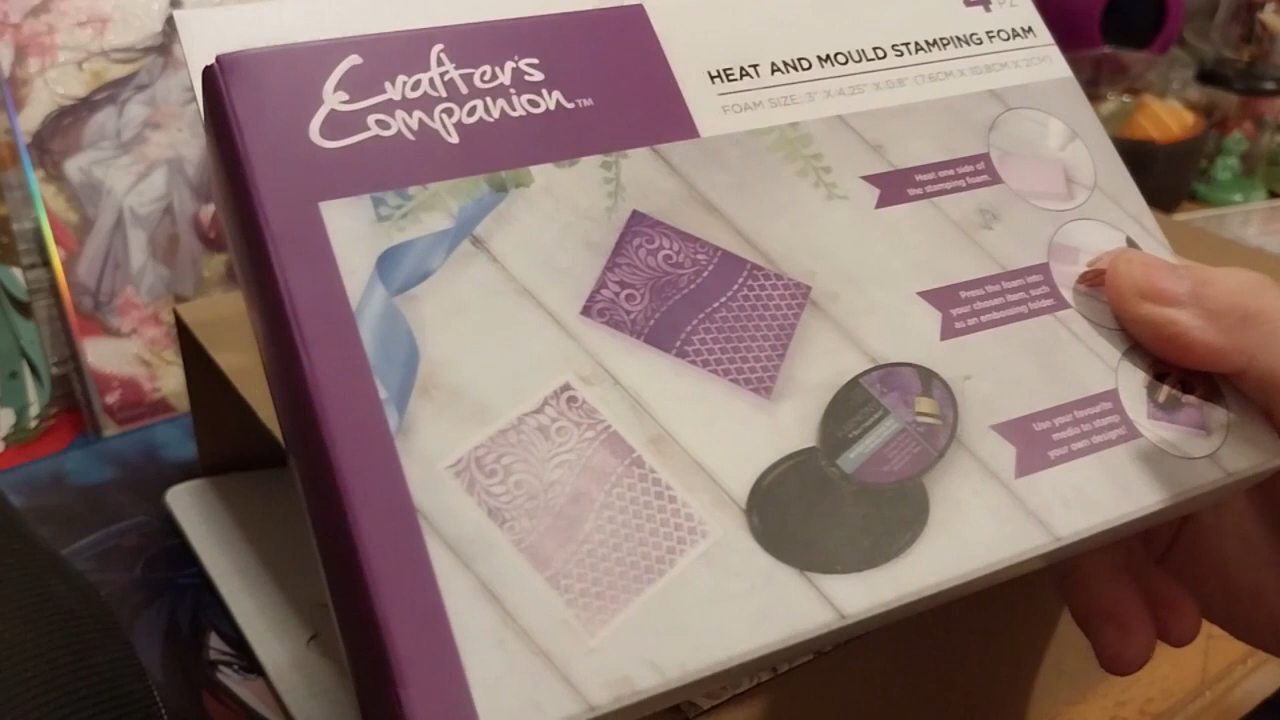 Crafter's
Companion™
4
PZ
HEAT AND MOULD STAMPING FOAM
FOAM SIZE: 3" X 4.25" X 0.8" (7.6CM X 10.8CM X 2CM)
Heat one side of
the stamping foam.
Press the foam into
your chosen item, such
as an embossing folder.
Use your favourite
media to stamp
your own designs!